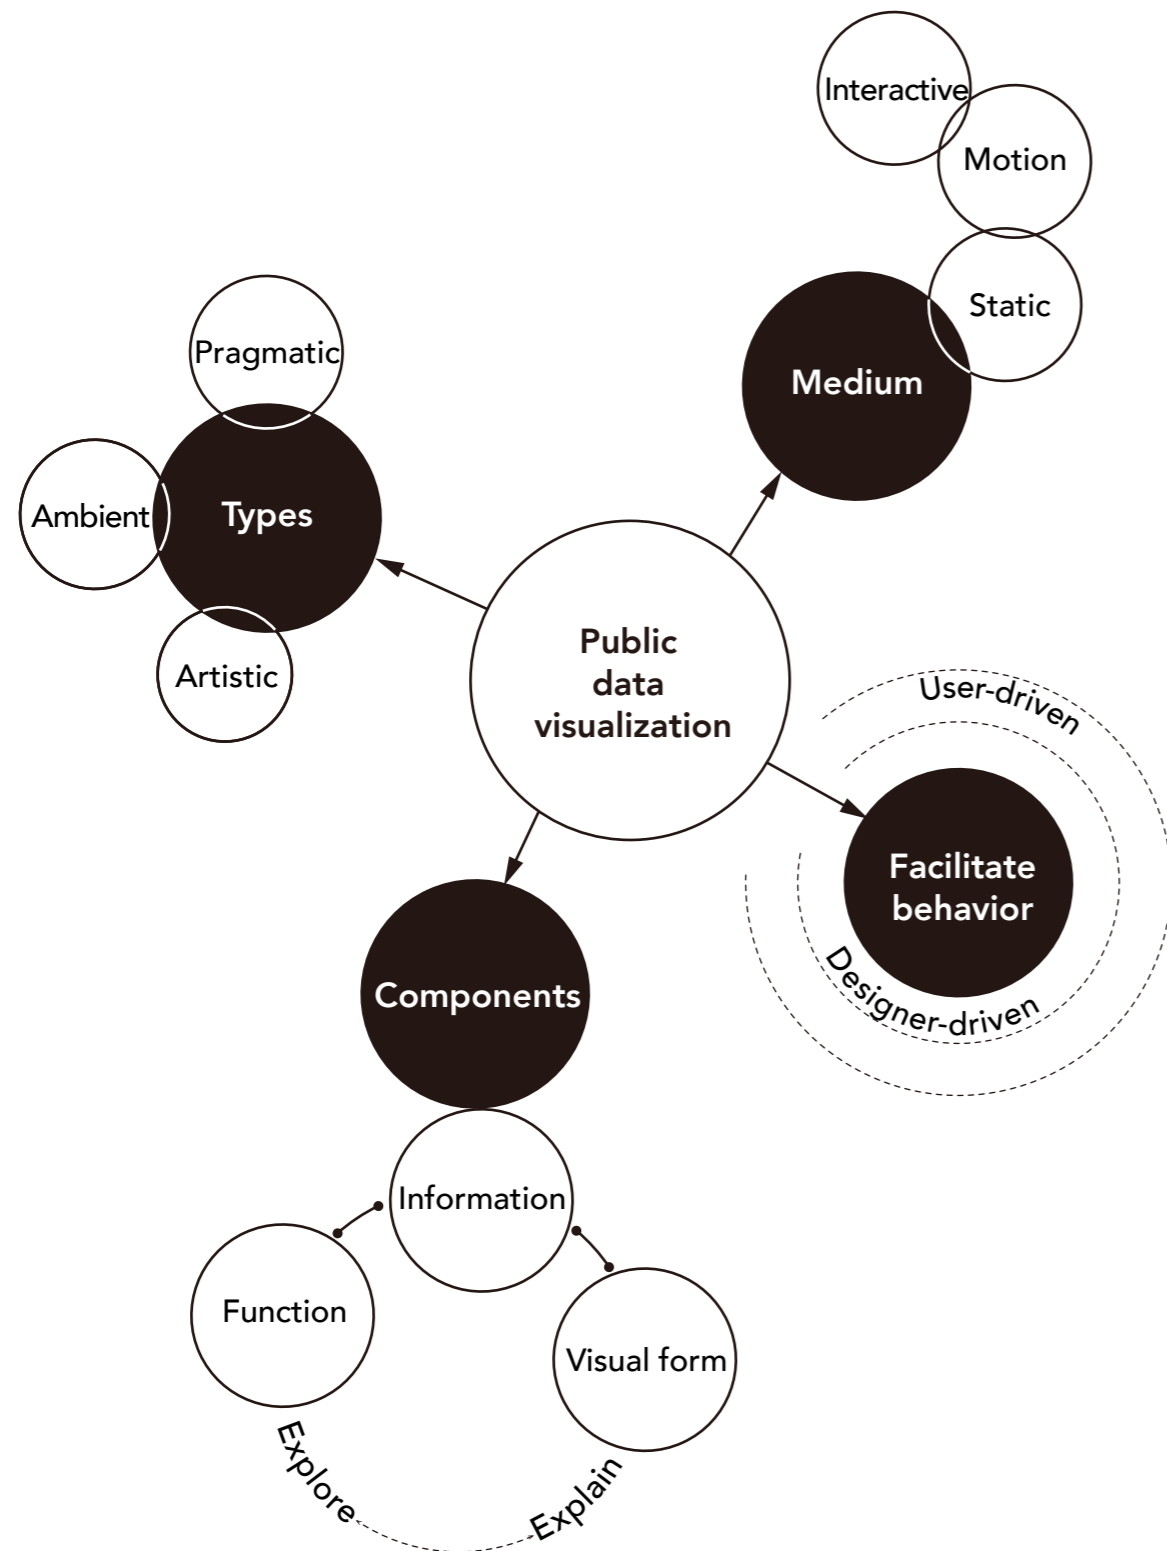 Interactive
Motion
Static
Medium
Pragmatic
Ambient
Types
Artistic
Public
data
visualization
User-driven
Facilitate
behavior
Designer-driven
Components
Information
Function
Visual form
Explore
Explain